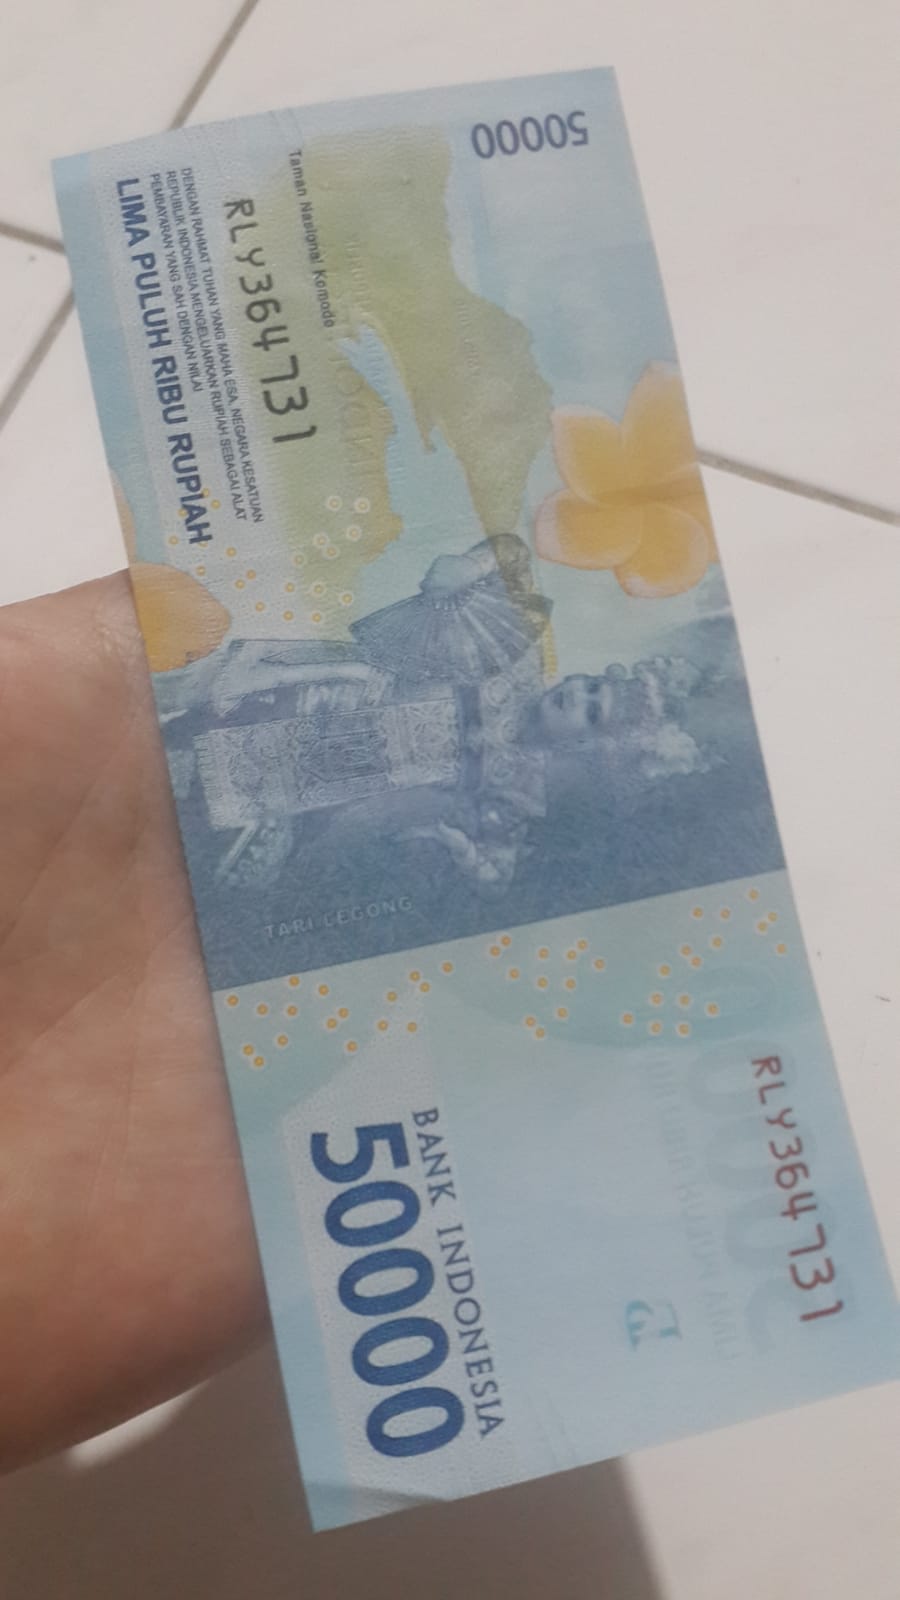 50000
Taman Nasional Komodo
RLY364731
DENGAN RAHMAT TUHAN YANG MAHA ESA, NEGARA KESATUAN
REPUBLIK INDONESIA MENGELUARKAN RUPIAH SEBAGAI ALAT
PEMBAYARAN YANG SAH DENGAN NILAI
LIMA PULUH RIBU RUPIAH
TARI LEGONG
RLY364731
BANK INDONESIA
50000